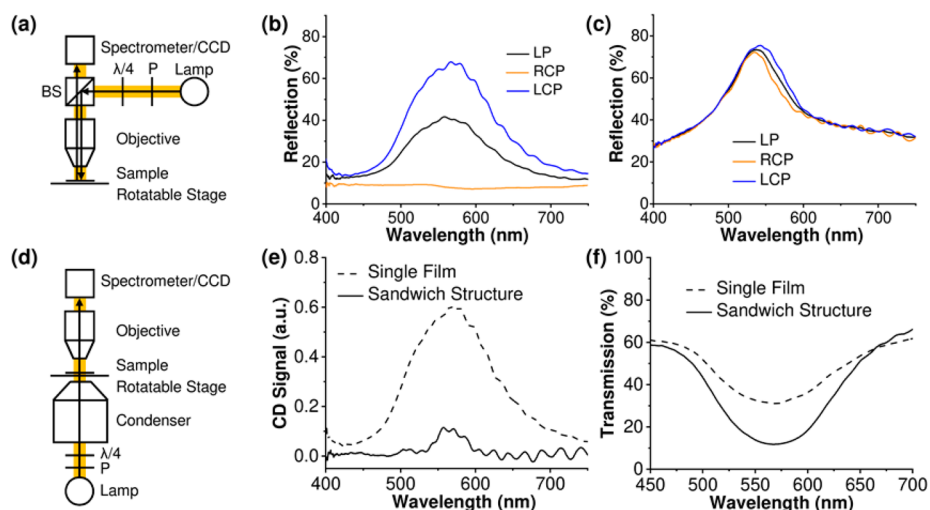 (a)
Spectrometer/CCD
λ/4 P Lamp
BS
Objective
Sample
Rotatable Stage
(b)
Reflection (%)
80
60
40
20
0
LP
RCP
LCP
400 500 600 700
Wavelength (nm)
(c)
Reflection (%)
80
60
40
20
0
LP
RCP
LCP
400 500 600 700
Wavelength (nm)
(d)
Spectrometer/CCD
Objective
Sample
Rotatable Stage
Condenser
λ/4
P
Lamp
(e)
CD Signal (a.u.)
0.8
0.6
0.4
0.2
0.0
Single Film
Sandwich Structure
400 500 600 700
Wavelength (nm)
(f)
Transmission (%)
100
80
60
40
20
0
Single Film
Sandwich Structure
450 500 550 600 650 700
Wavelength (nm)